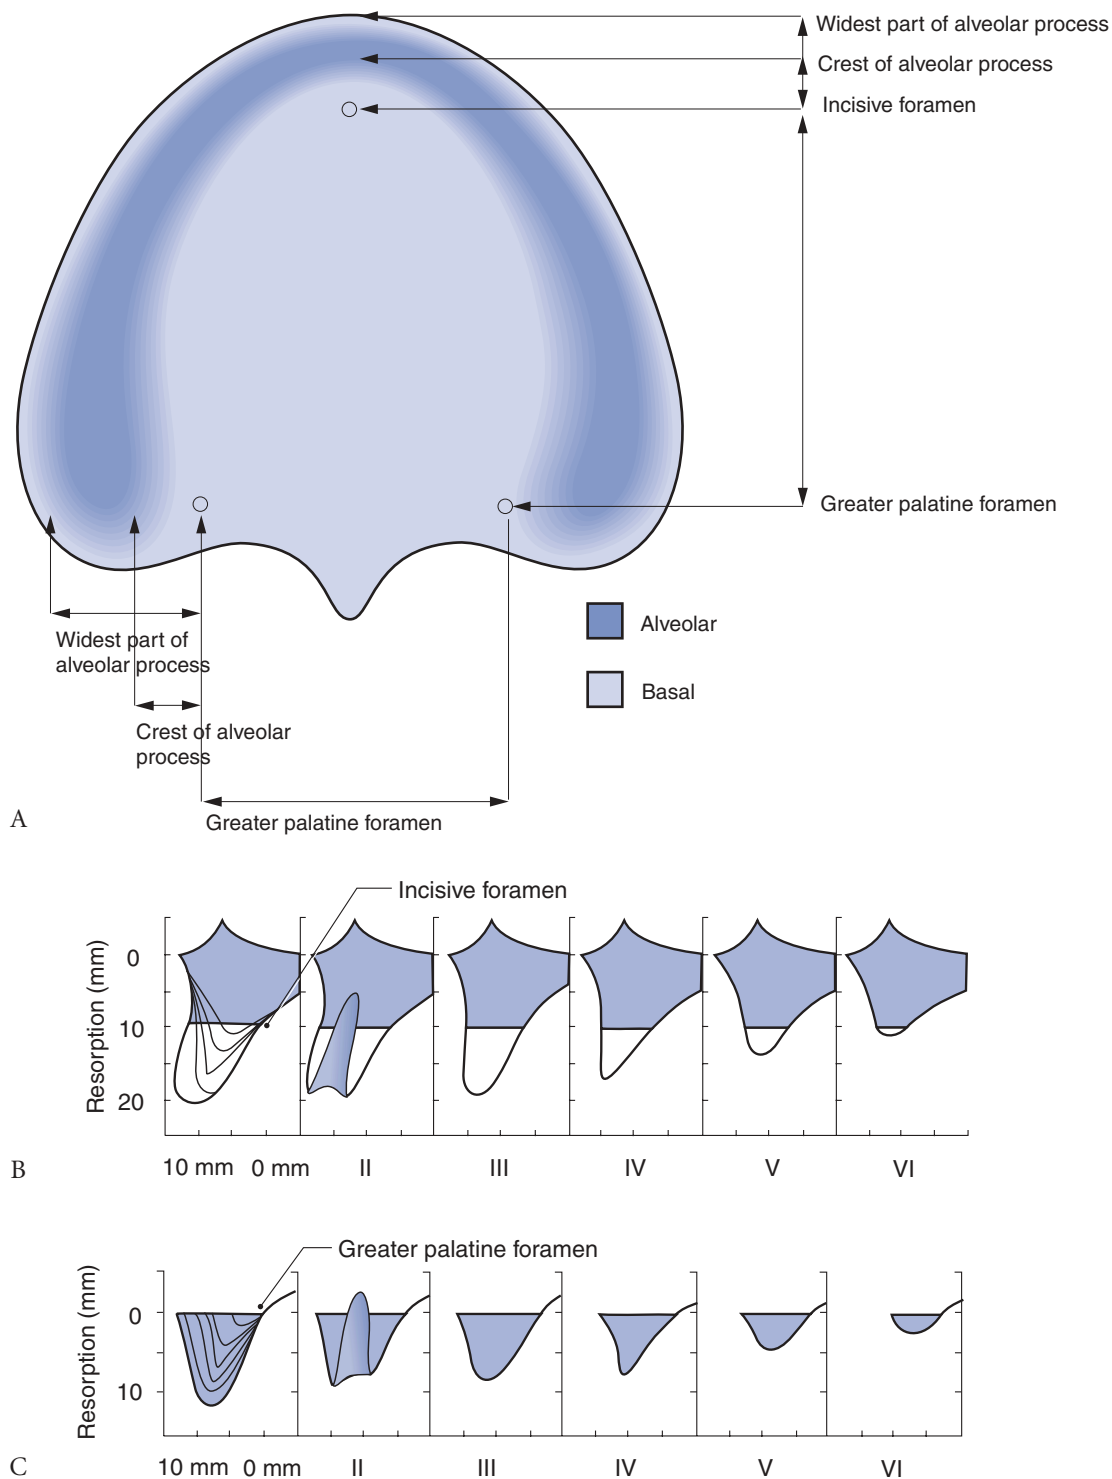 Widest part of alveolar process
Crest of alveolar process
Incisive foramen
Greater palatine foramen
Widest part of
alveolar process
Crest of alveolar
process
Greater palatine foramen
Alveolar
Basal
A
Incisive foramen
Resorption (mm)
0
10
20
10 mm 0 mm II III IV V VI
B
Greater palatine foramen
Resorption (mm)
0
10
10 mm 0 mm II III IV V VI
C